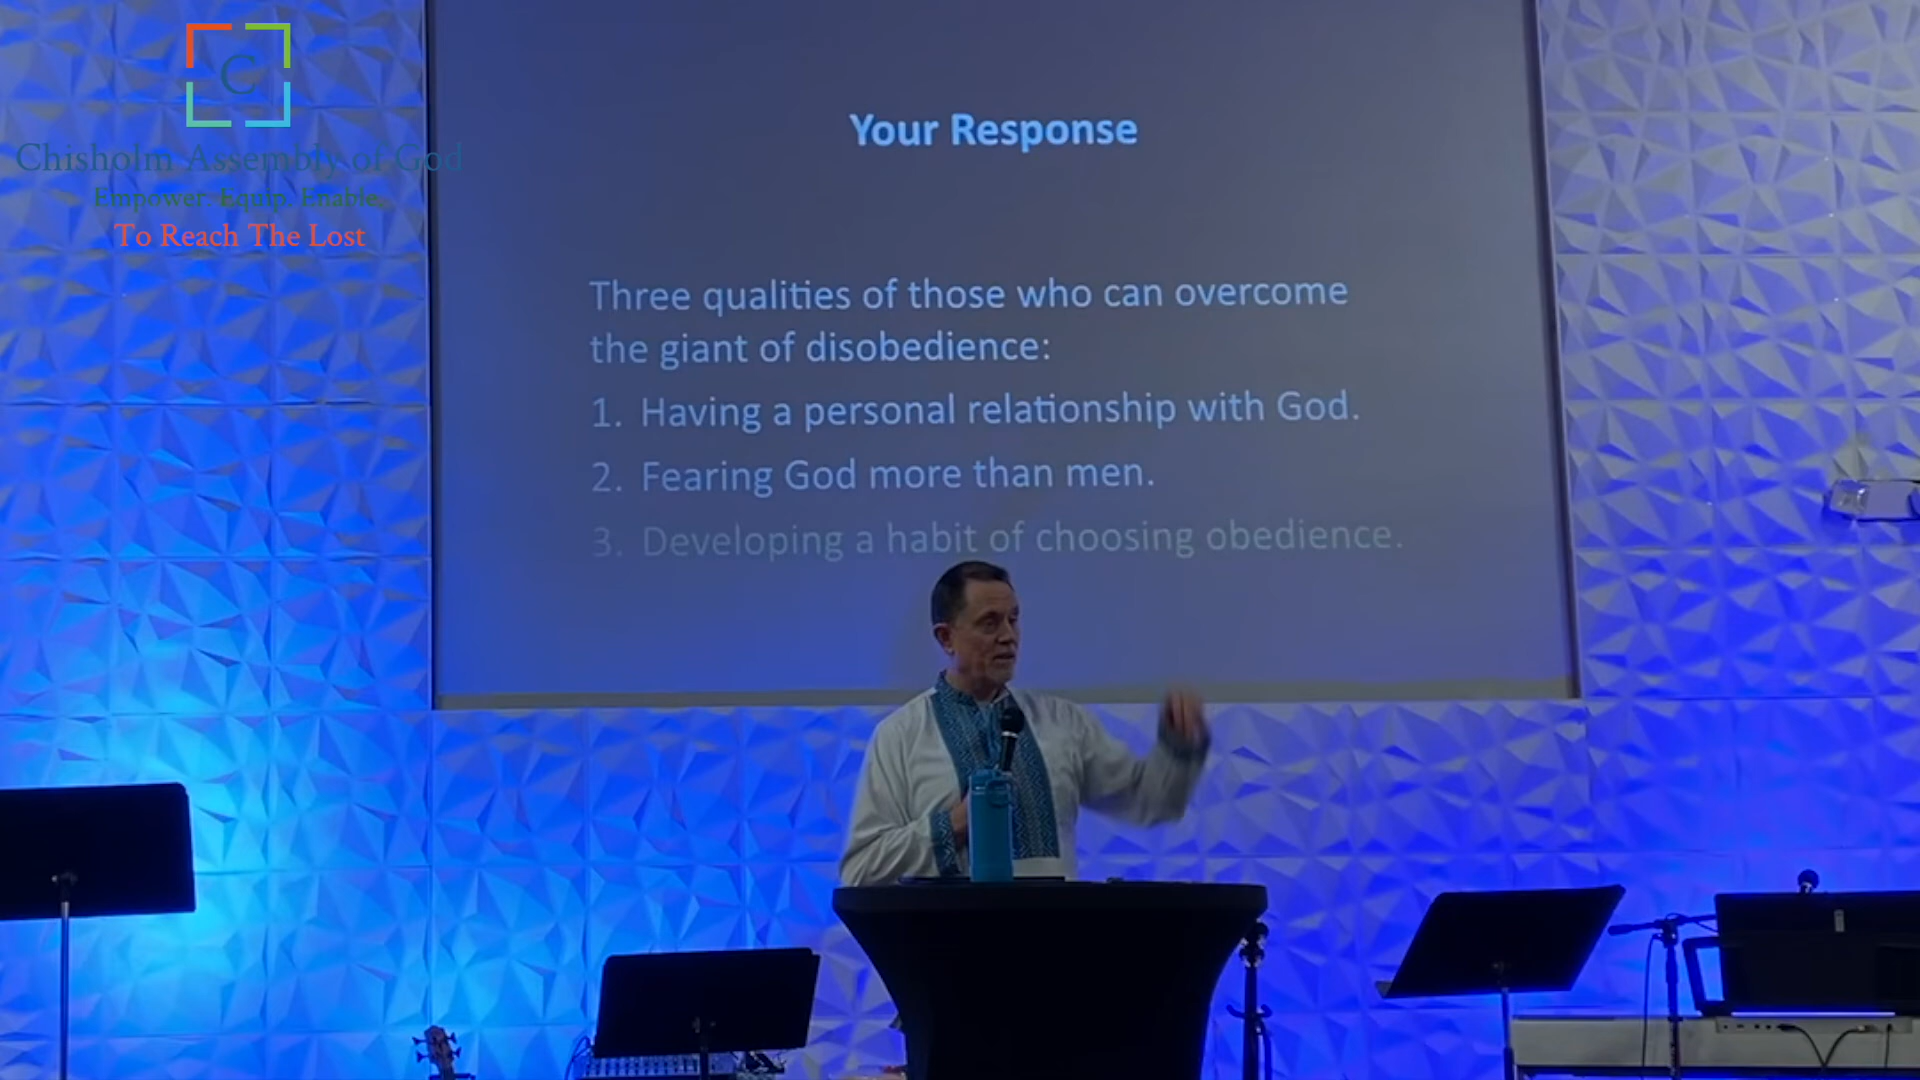 C
Chisholm Assembly of God
Empower. Equip. Enable.
To Reach The Lost
Your Response
Three qualities of those who can overcome
the giant of disobedience:
1. Having a personal relationship with God.
2. Fearing God more than men.
3. Developing a habit of choosing obedience.